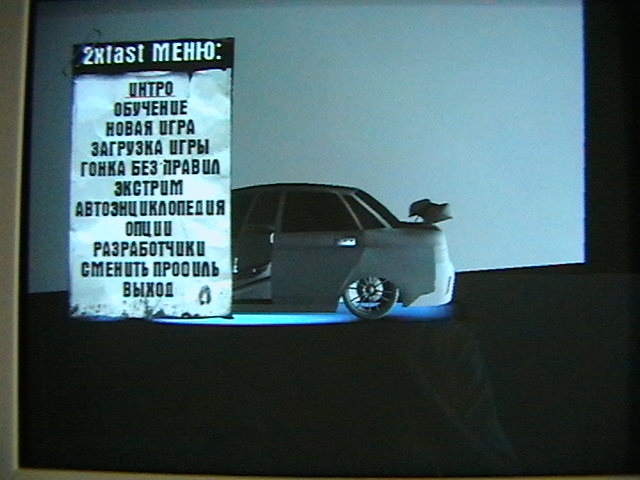 2xfast МЕНЮ:
ИНТРО
ОБУЧЕНИЕ
НОВАЯ ИГРА
ЗАГРУЗКА ИГРЫ
ГОНКА БЕЗ ПРАВИЛ
ЭКСТРИМ
АВТОЭНЦИКЛОПЕДИЯ
ОПЦИИ
РАЗРАБОТЧИКИ
СМЕНИТЬ ПРОФИЛЬ
ВЫХОД